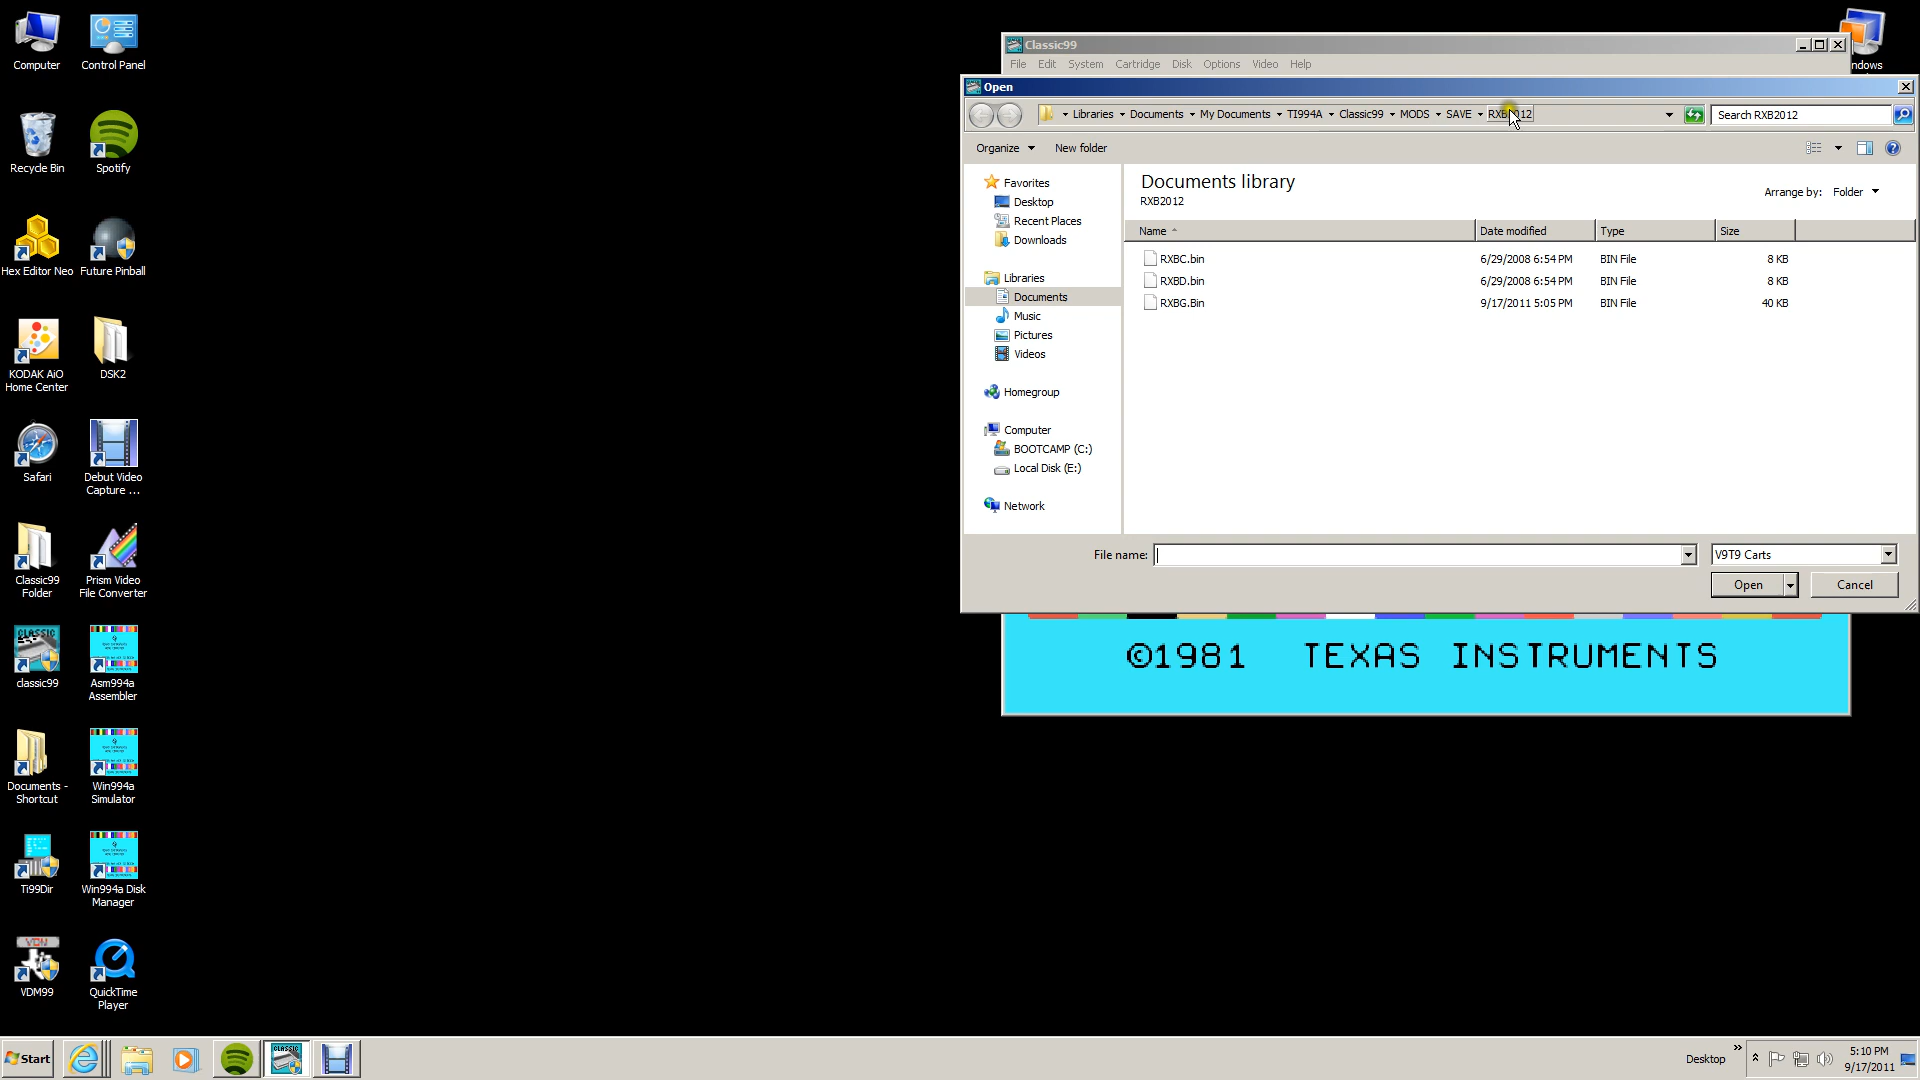 Computer
Control Panel
Recycle Bin
Spotify
Hex Editor Neo
Future Pinball
KODAK AiO
Home Center
DSK2
Safari
Debut Video
Capture ...
Classic99
Folder
Prism Video
File Converter
CLASSIC
classic99
Asm994a
Assembler
Documents -
Shortcut
Win994a
Simulator
Ti99Dir
Win994a Disk
Manager
VDM
VDM99
QuickTime
Player
ndows
Classic99
File Edit System Cartridge Disk Options Video Help
Open
Libraries Documents My Documents TI994A Classic99 MODS SAVE
Search RXB2012
Organize New folder
Favorites
Desktop
Recent Places
Downloads
Libraries
Documents
Music
Pictures
Videos
Homegroup
Computer
BOOTCAMP (C:)
Local Disk (E:)
Network
Documents library
RXB2012
Arrange by: Folder
Name Date modified Type Size
RXBC.bin 6/29/2008 6:54 PM BIN File 8 KB
RXBD.bin 6/29/2008 6:54 PM BIN File 8 KB
RXBG.Bin 9/17/2011 5:05 PM BIN File 40 KB
File name: V9T9 Carts
Open Cancel
©1981 TEXAS INSTRUMENTS
Start
CLASSIC
Desktop
5:10 PM
9/17/2011